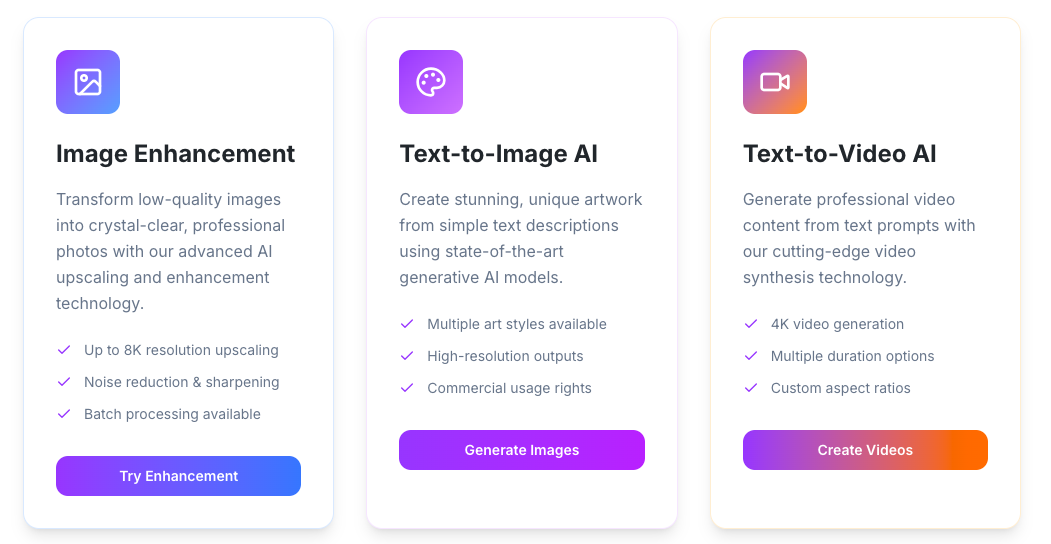 Image Enhancement
Transform low-quality images
into crystal-clear, professional
photos with our advanced AI
upscaling and enhancement
technology.
Up to 8K resolution upscaling
Noise reduction & sharpening
Batch processing available
Try Enhancement
Text-to-Image AI
Create stunning, unique artwork
from simple text descriptions
using state-of-the-art
generative AI models.
Multiple art styles available
High-resolution outputs
Commercial usage rights
Generate Images
Text-to-Video AI
Generate professional video
content from text prompts with
our cutting-edge video
synthesis technology.
4K video generation
Multiple duration options
Custom aspect ratios
Create Videos